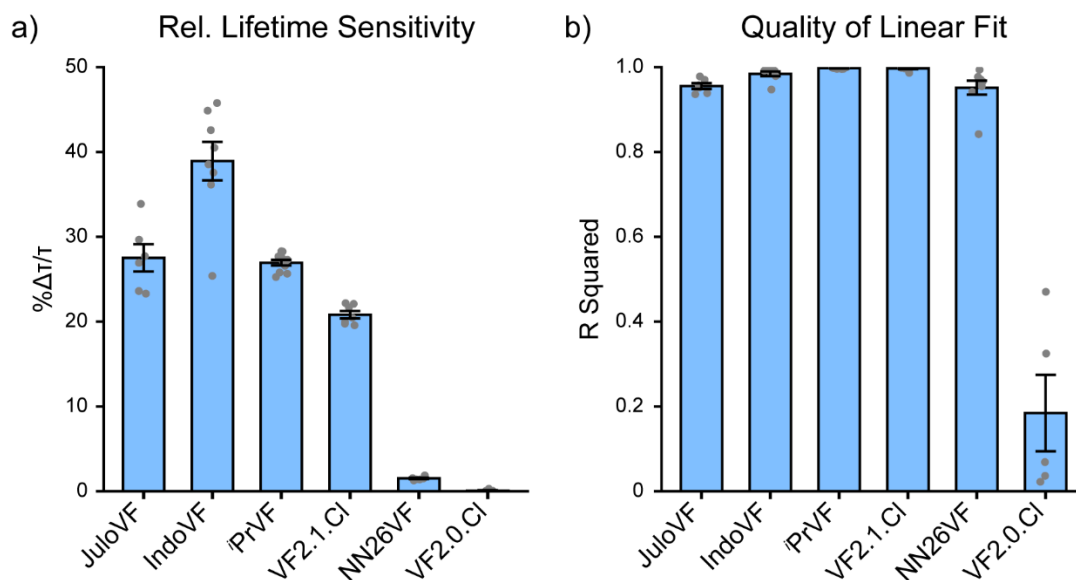 a) Rel. Lifetime Sensitivity
%Δτ/τ
50
40
30
20
10
0
JuloVF
IndoVF
iPrVF
VF2.1.Cl
NN26VF
VF2.0.Cl
b) Quality of Linear Fit
R Squared
1.0
0.8
0.6
0.4
0.2
0
JuloVF
IndoVF
iPrVF
VF2.1.Cl
NN26VF
VF2.0.Cl